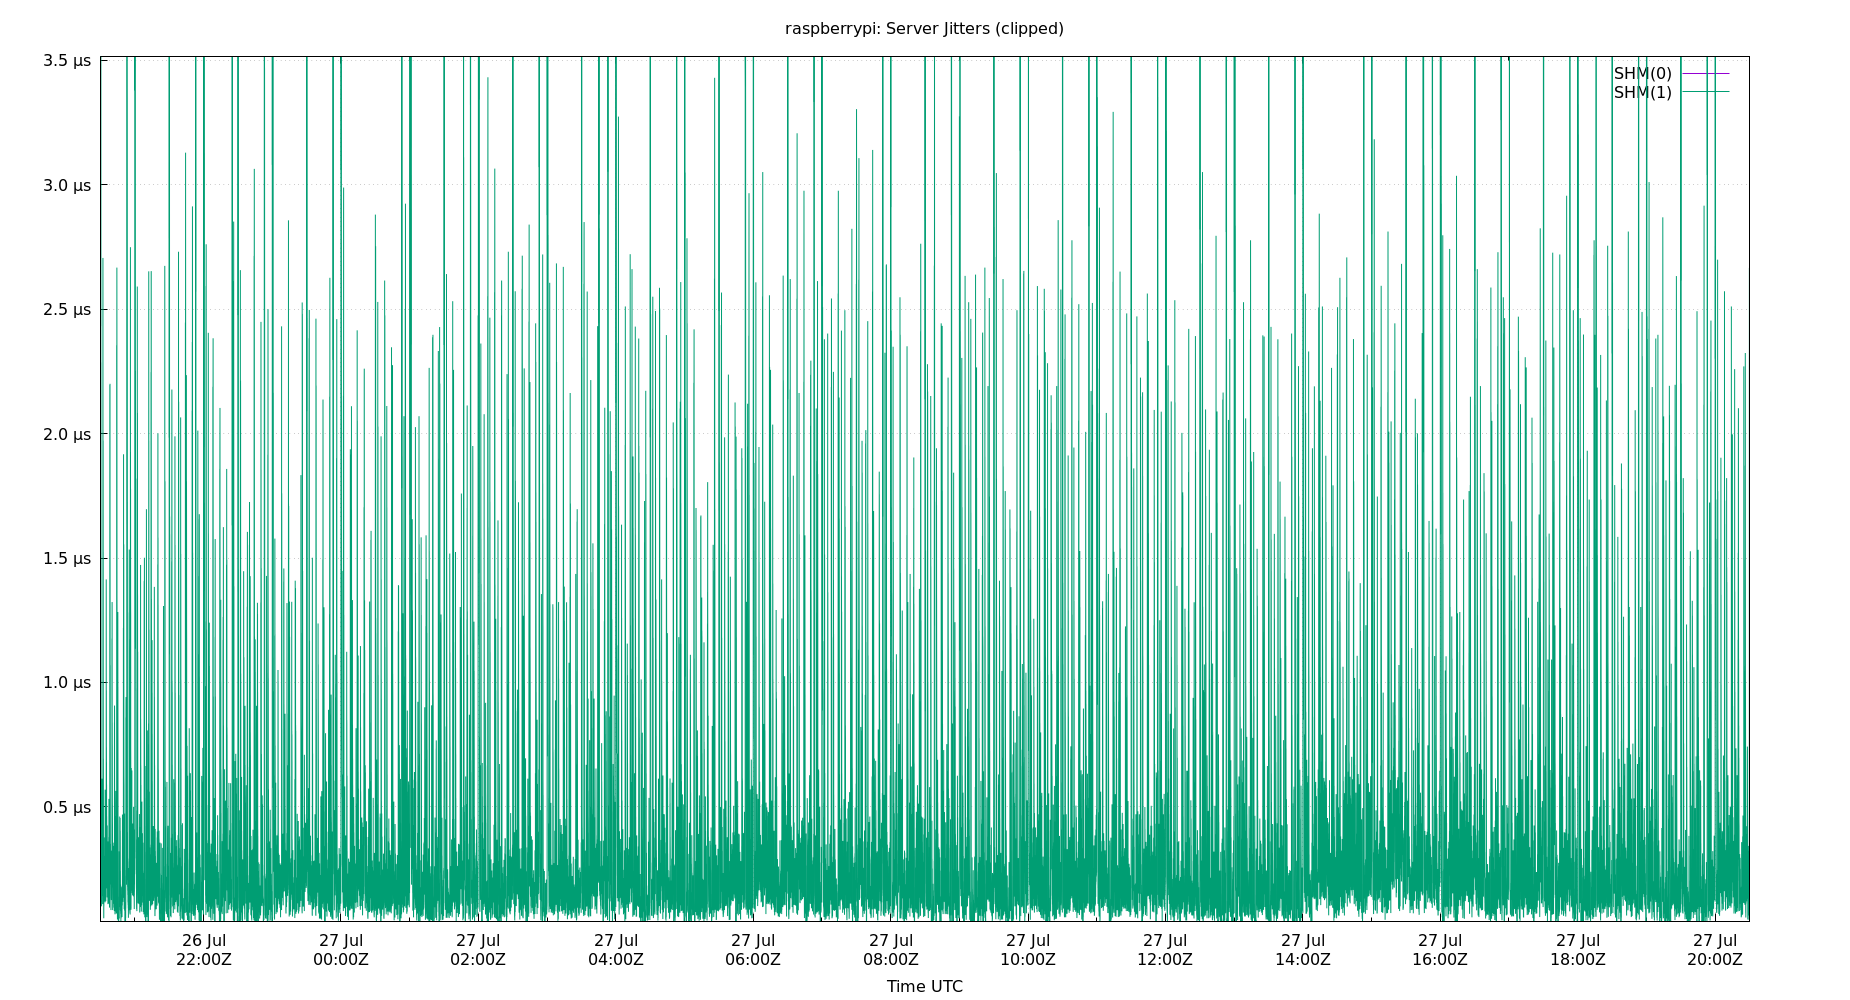 raspberrypi: Server Jitters (clipped)
3.5 µs
SHM(0)
SHM(1)
3.0 µs
2.5 µs
2.0 µs
1.5 µs
1.0 µs
0.5 µs
26 Jul 27 Jul 27 Jul 27 Jul 27 Jul 27 Jul 27 Jul 27 Jul 27 Jul 27 Jul 27 Jul 27 Jul
22:00Z 00:00Z 02:00Z 04:00Z 06:00Z 08:00Z 10:00Z 12:00Z 14:00Z 16:00Z 18:00Z 20:00Z
Time UTC